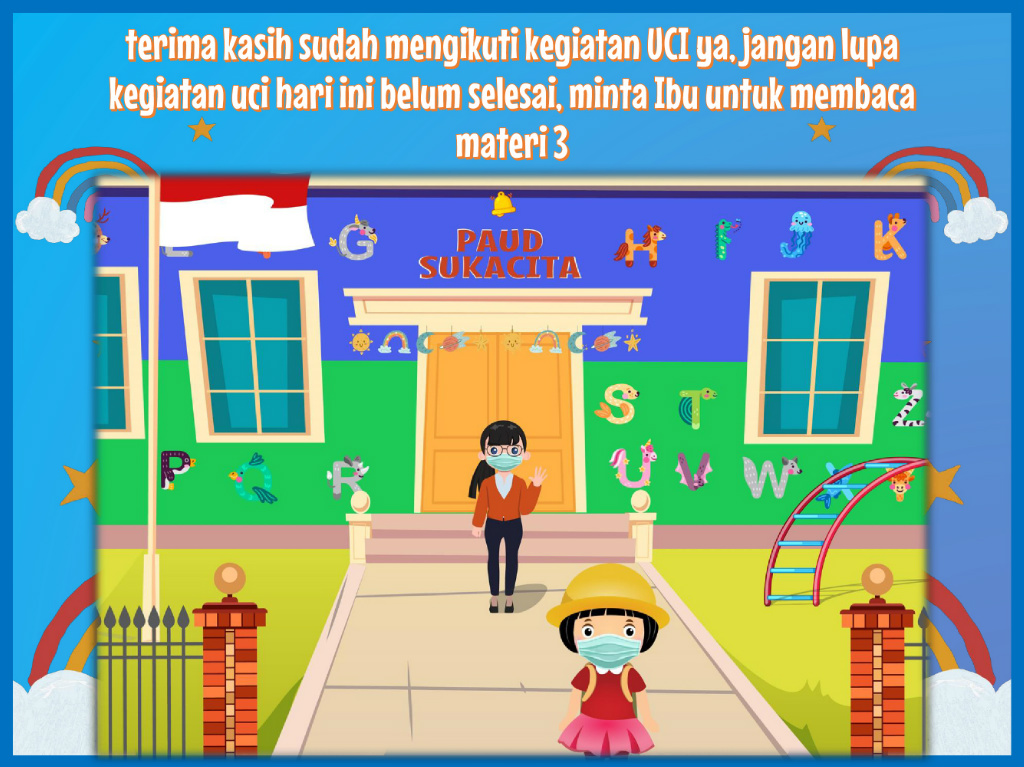 terima kasih sudah mengikuti kegiatan UCI ya, jangan lupa
kegiatan uci hari ini belum selesai, minta Ibu untuk membaca
materi 3
PAUD
SUKACITA
G
H
F
J
K
S
T
Z
P
Q
R
U
V
W
X
Y